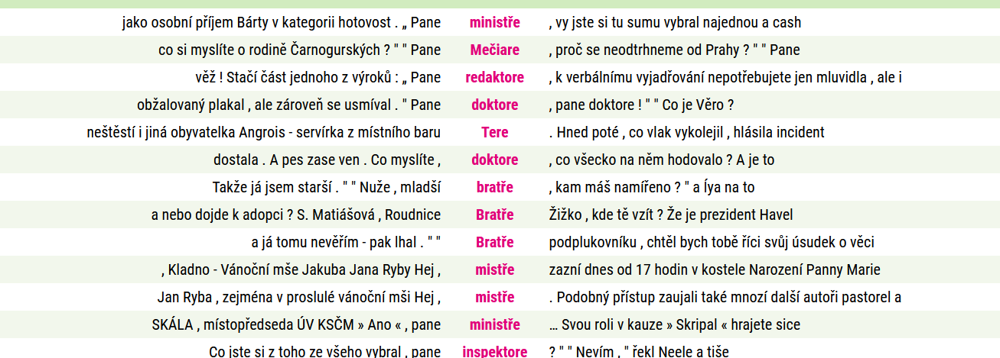 jako osobní příjem Bárty v kategorii hotovost . „ Pane ministře , vy jste si tu sumu vybral najednou a cash
co si myslíte o rodině Čarnogurských ? " " Pane Mečiare , proč se neodtrhneme od Prahy ? " " Pane
věž ! Stačí část jednoho z výroků : „ Pane redaktore , k verbálnímu vyjadřování nepotřebujete jen mluvidla , ale i
obžalovaný plakal , ale zároveň se usmíval . " Pane doktore , pane doktore ! " " Co je Věro ?
neštěstí i jiná obyvatelka Angrois - servírka z místního baru Tere . Hned poté , co vlak vykolejil , hlásila incident
dostala . A pes zase ven . Co myslíte , doktore , co všecko na něm hodovalo ? A je to
Takže já jsem starší . " " Nuže , mladší bratře , kam máš namířeno ? " a Íya na to
a nebo dojde k adopci ? S. Matiášová , Roudnice Bratře Žižko , kde tě vzít ? Že je prezident Havel
a já tomu nevěřím - pak lhal . " " Bratře podplukovníku , chtěl bych tobě říci svůj úsudek o věci
, Kladno - Vánoční mše Jakuba Jana Ryby Hej , mistře zazní dnes od 17 hodin v kostele Narození Panny Marie
Jan Ryba , zejména v proslulé vánoční mši Hej , mistře . Podobný přístup zaujali také mnozí další autoři pastorel a
SKÁLA , místopředseda ÚV KSČM » Ano « , pane ministře … Svou roli v kauze » Skripal « hrajete sice
Co jste si z toho ze všeho vybral , pane inspektore ? " " Nevím , " řekl Neele a tiše